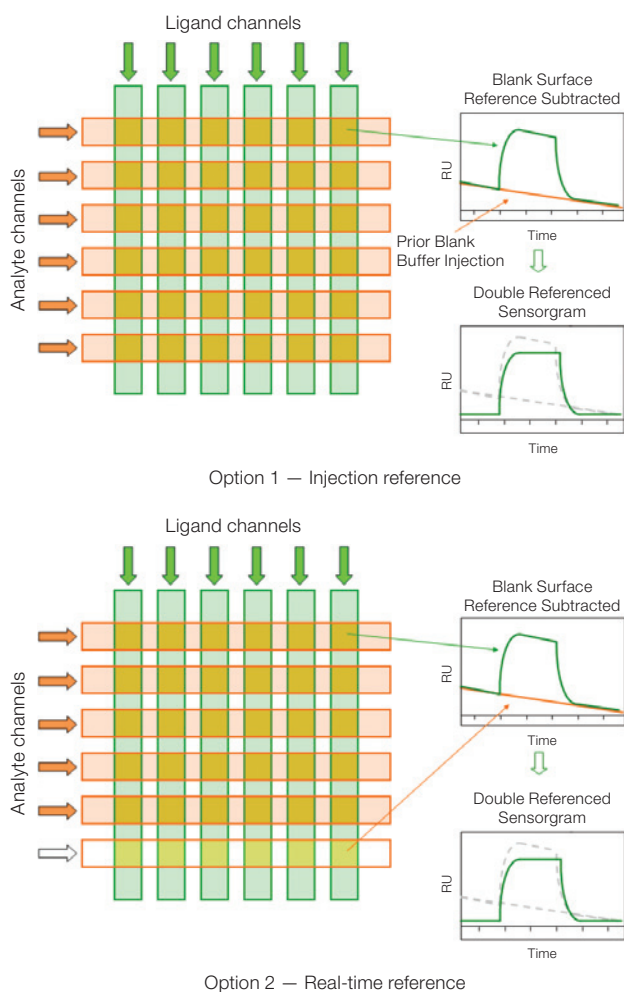 Ligand channels
Analyte channels
Blank Surface
Reference Subtracted
RU
Time
Prior Blank
Buffer Injection
Double Referenced
Sensorgram
RU
Time
Option 1 — Injection reference
Ligand channels
Analyte channels
Blank Surface
Reference Subtracted
RU
Time
Double Referenced
Sensorgram
RU
Time
Option 2 — Real-time reference